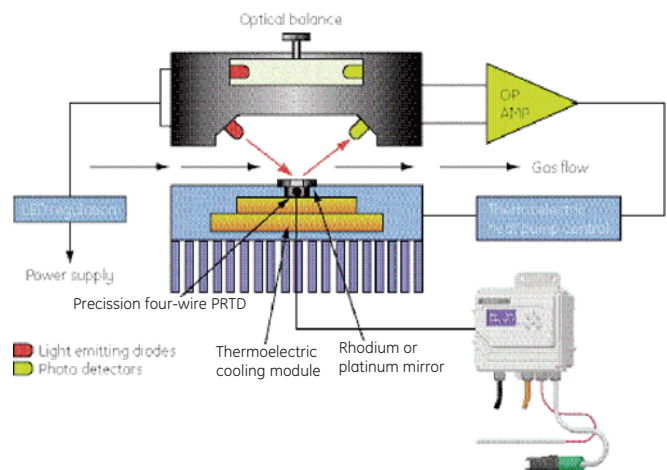 Optical balance
OP
AMP
Gas flow
LED regulation
Thermoelectric
heat pump control
Power supply
Precission four-wire PRTD
Light emitting diodes
Photo detectors
Thermoelectric
cooling module
Rhodium or
platinum mirror